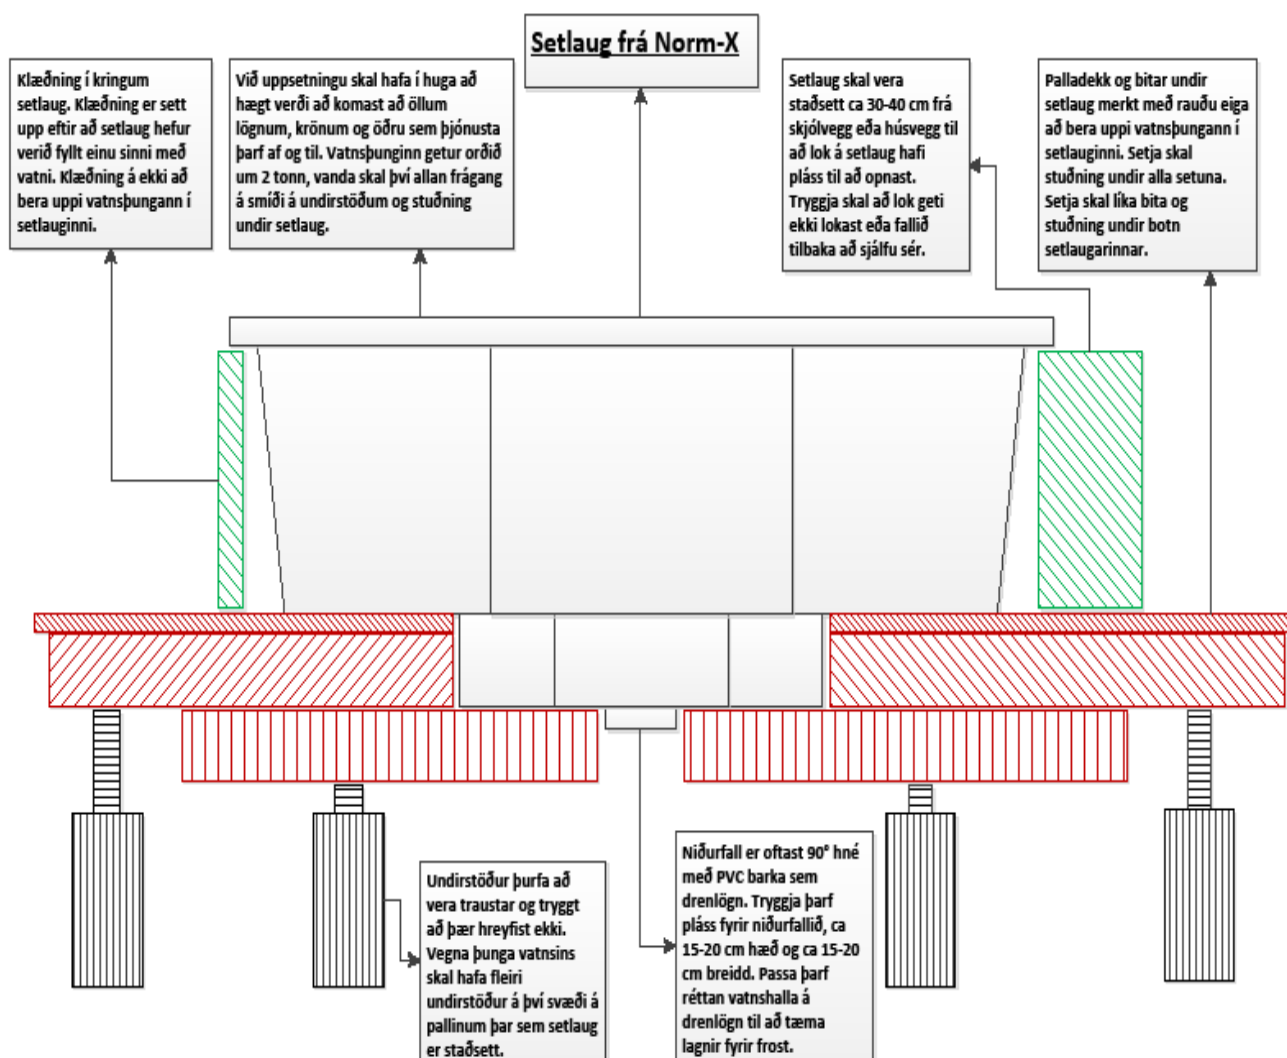 Setlaug frá Norm-X
Klæðning í kringum
setlaug. Klæðning er sett
upp eftir að setlaug hefur
verið fyllt einu sinni með
vatni. Klæðning á ekki að
bera uppi vatnsþungann í
setlauginni.
Við uppsetningu skal hafa í huga að
hægt verði að komast að öllum
lögnum, krönum og öðru sem þjónusta
þarf af og til. Vatnsþunginn getur orðið
um 2 tonn, vanda skal því allan frágang
á smíði á undirstöðum og stuðning
undir setlaug.
Setlaug skal vera
staðsett ca 30-40 cm frá
skjólvegg eða húsvegg til
að lok á setlaug hafi
pláss til að opnast.
Tryggja skal að lok geti
ekki lokast eða fallið
tilbaka að sjálfu sér.
Palladekk og bitar undir
setlaug merkt með rauðu eiga
að bera uppi vatnsþungann í
setlauginni. Setja skal
stuðning undir alla setuna.
Setja skal líka bita og
stuðning undir botn
setlaugarinnar.
Undirstöður þurfa að
vera traustar og tryggt
að þær hreyfist ekki.
Vegna þunga vatnsins
skal hafa fleiri
undirstöður á því svæði á
pallinum þar sem setlaug
er staðsett.
Niðurfall er oftast 90° hné
með PVC barka sem
drenlögn. Tryggja þarf
pláss fyrir niðurfallið, ca
15-20 cm hæð og ca 15-20
cm breidd. Passa þarf
réttan vatnshalla á
drenlögn til að tæma
lagnir fyrir frost.